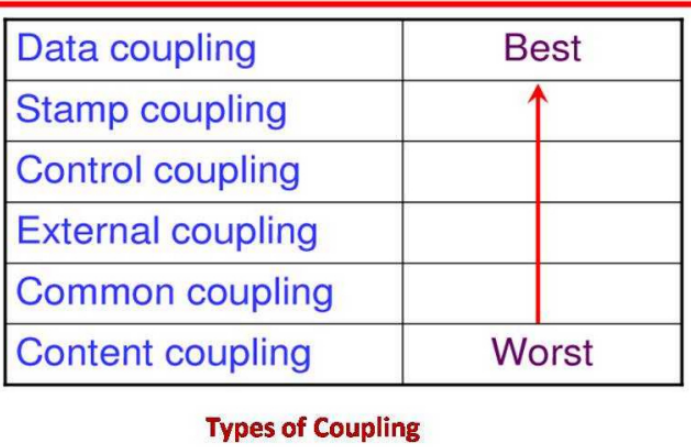 Data coupling Best
Stamp coupling
Control coupling
External coupling
Common coupling
Content coupling Worst
Types of Coupling